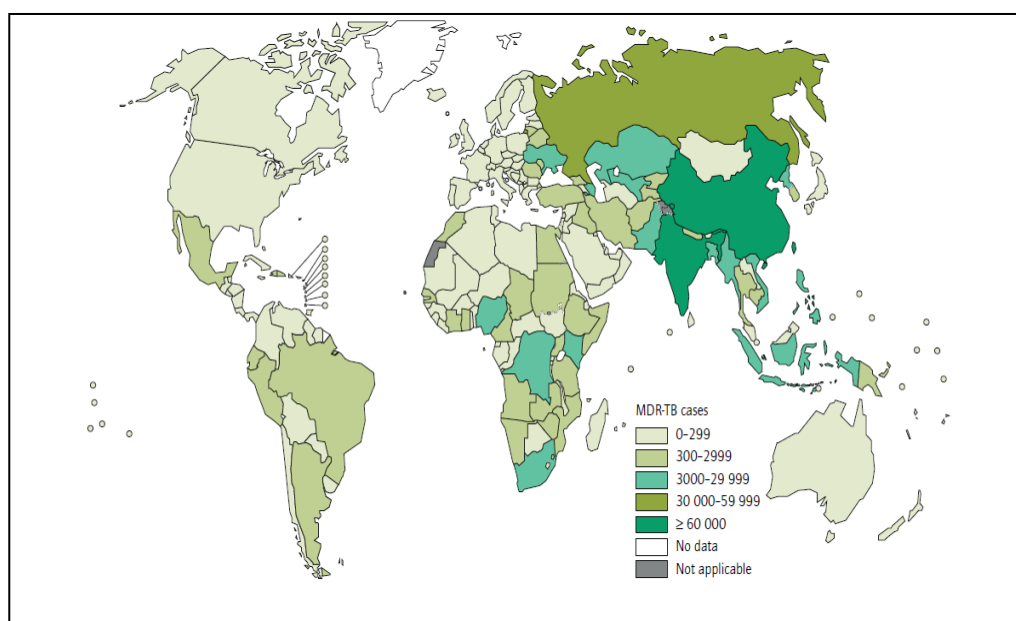 MDR-TB cases
0–299
300–2999
3000–29 999
30 000–59 999
≥ 60 000
No data
Not applicable